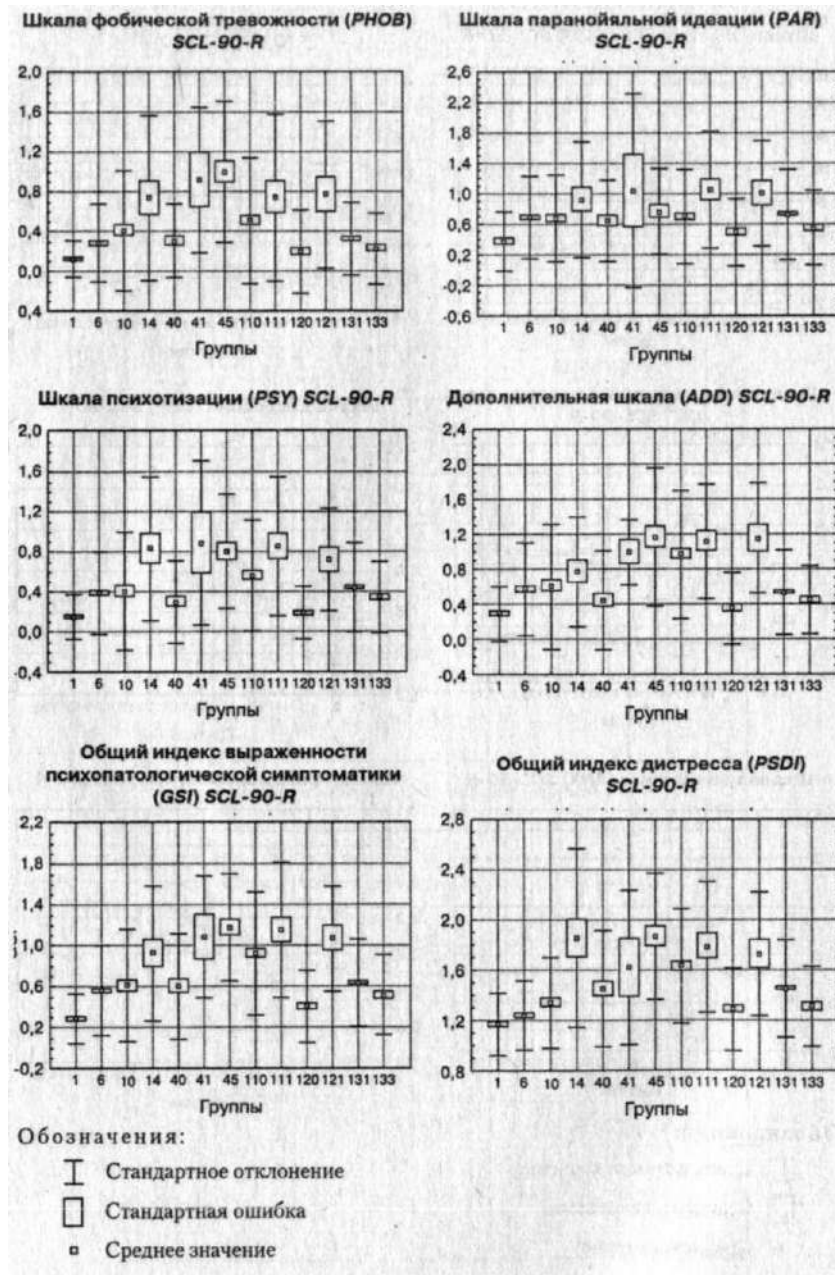 Шкала фобической тревожности (PHOB)
SCL-90-R
2,0
1,6
1,2
0,8
0,4
0,0
0,4
1 6 10 14 40 41 45 110 111 120 121 131 133
Группы
Шкала паранойяльной идеации (PAR)
SCL-90-R
2,6
2,2
1,8
1,4
1,0
0,6
0,2
-0,2
-0,6
1 6 10 14 40 41 45 110 111 120 121 131 133
Группы
Шкала психотизации (PSY) SCL-90-R
2,0
1,6
1,2
0,8
0,4
0,0
-0,4
1 6 10 14 40 41 45 110 111 120 121 131 133
Группы
Дополнительная шкала (ADD) SCL-90-R
2,4
2,0
1,6
1,2
0,8
0,4
0,0
-0,4
1 6 10 14 40 41 45 110 111 120 121 131 133
Группы
Общий индекс выраженности
психопатологической симптоматики
(GSI) SCL-90-R
2,2
1,8
1,4
1,0
0,6
0,2
-0,2
1 6 10 14 40 41 45 110 111 120 121 131 133
Группы
Общий индекс дистресса (PSDI)
SCL-90-R
2,8
2,4
2,0
1,6
1,2
0,8
1 6 10 14 40 41 45 110 111 120 121 131 133
Группы
Обозначения:
Стандартное отклонение
Стандартная ошибка
Среднее значение